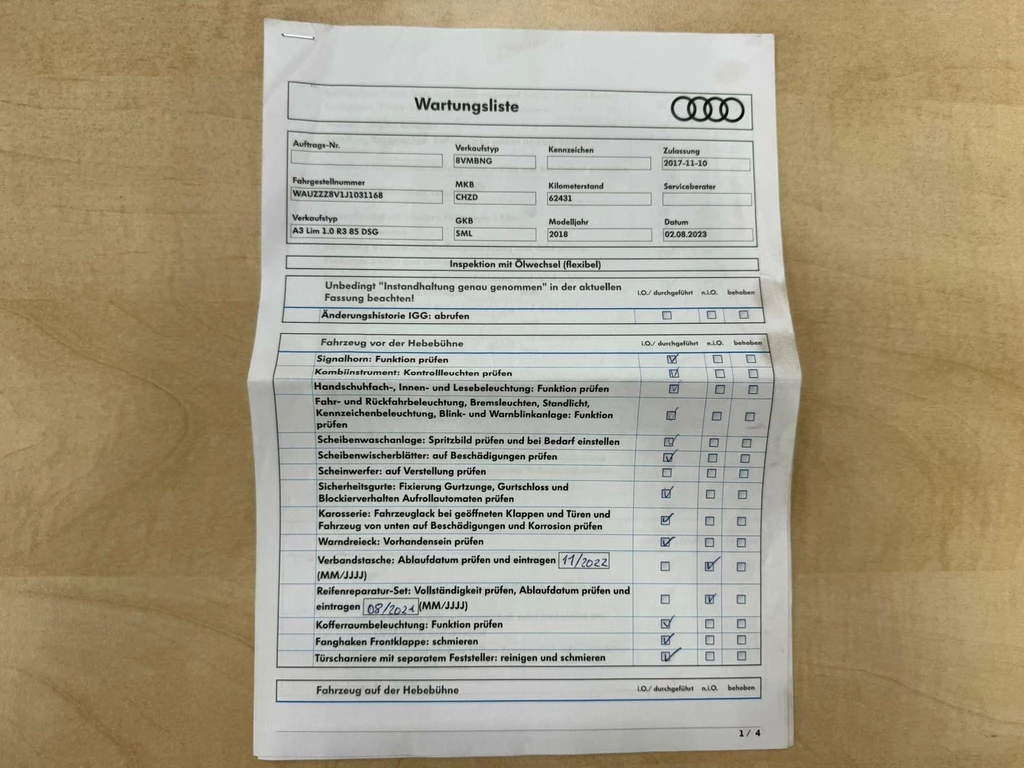 Wartungsliste
Auftrags-Nr.
Verkaufstyp
8VMBNG
Kennzeichen
Zulassung
2017-11-10
Fahrgestellnummer
WAUZZZ8V1J1031168
MKB
CHZD
Kilometerstand
62431
Serviceberater
Verkaufstyp
A3 Lim 1.0 R3 85 DSG
GKB
SML
Modelljahr
2018
Datum
02.08.2023
Inspektion mit Ölwechsel (flexibel)
Unbedingt "Instandhaltung genau genommen" in der aktuellen
Fassung beachten!
i.O./ durchgeführt n.i.O. behoben
Änderungshistorie IGG: abrufen
Fahrzeug vor der Hebebühne i.O./ durchgeführt n.i.O. behoben
Signalhorn: Funktion prüfen
Kombiinstrument: Kontrollleuchten prüfen
Handschuhfach-, Innen- und Lesebeleuchtung: Funktion prüfen
Fahr- und Rückfahrbeleuchtung, Bremsleuchten, Standlicht,
Kennzeichenbeleuchtung, Blink- und Warnblinkanlage: Funktion
prüfen
Scheibenwaschanlage: Spritzbild prüfen und bei Bedarf einstellen
Scheibenwischerblätter: auf Beschädigungen prüfen
Scheinwerfer: auf Verstellung prüfen
Sicherheitsgurte: Fixierung Gurtzunge, Gurtschloss und
Blockierverhalten Aufrollautomaten prüfen
Karosserie: Fahrzeuglack bei geöffneten Klappen und Türen und
Fahrzeug von unten auf Beschädigungen und Korrosion prüfen
Warndreieck: Vorhandensein prüfen
Verbandstasche: Ablaufdatum prüfen und eintragen 11/2022
(MM/JJJJ)
Reifenreparatur-Set: Vollständigkeit prüfen, Ablaufdatum prüfen und
eintragen 08/2021 (MM/JJJJ)
Kofferraumbeleuchtung: Funktion prüfen
Fanghaken Frontklappe: schmieren
Türscharniere mit separatem Feststeller: reinigen und schmieren
Fahrzeug auf der Hebebühne i.O./ durchgeführt n.i.O. behoben
1 / 4